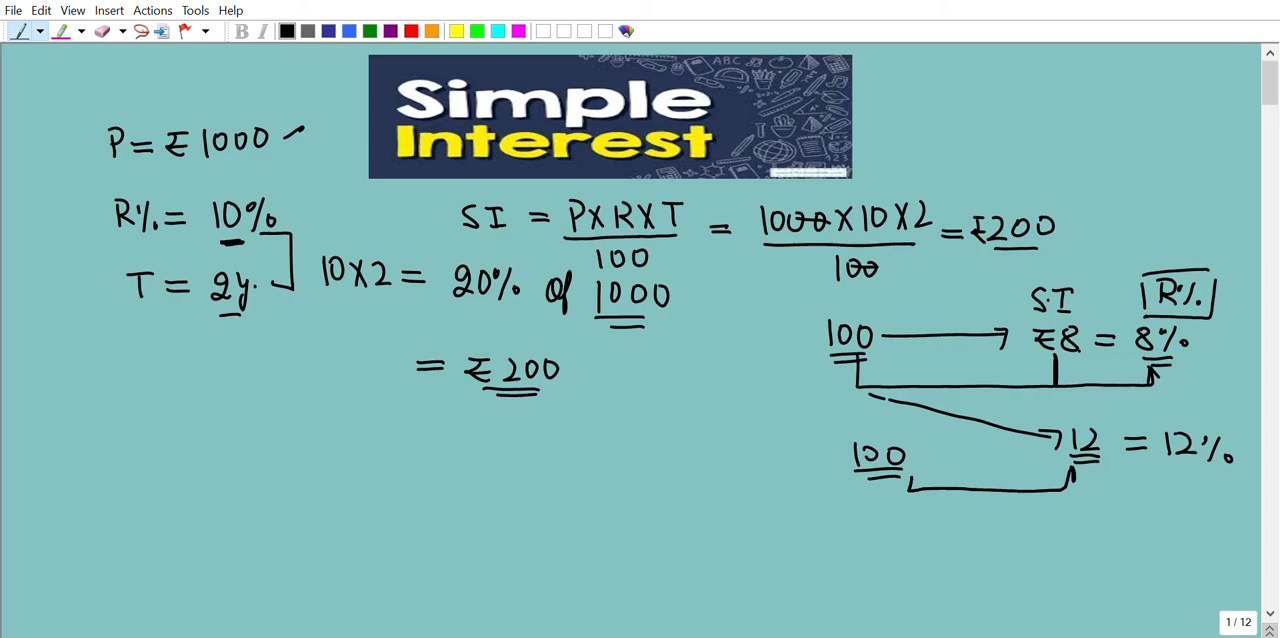 File Edit View Insert Actions Tools Help
B I
ABC
Simple
Interest
P = ₹ 1000
R% = 10%
T = 2y.
SI = P X R X T / 100 = 1000 X 10 X 2 / 100 = ₹200
10 X 2 = 20% of 1000
= ₹ 200
S.I R%
100 → ₹8 = 8%
100 → 12 = 12%
1 / 12